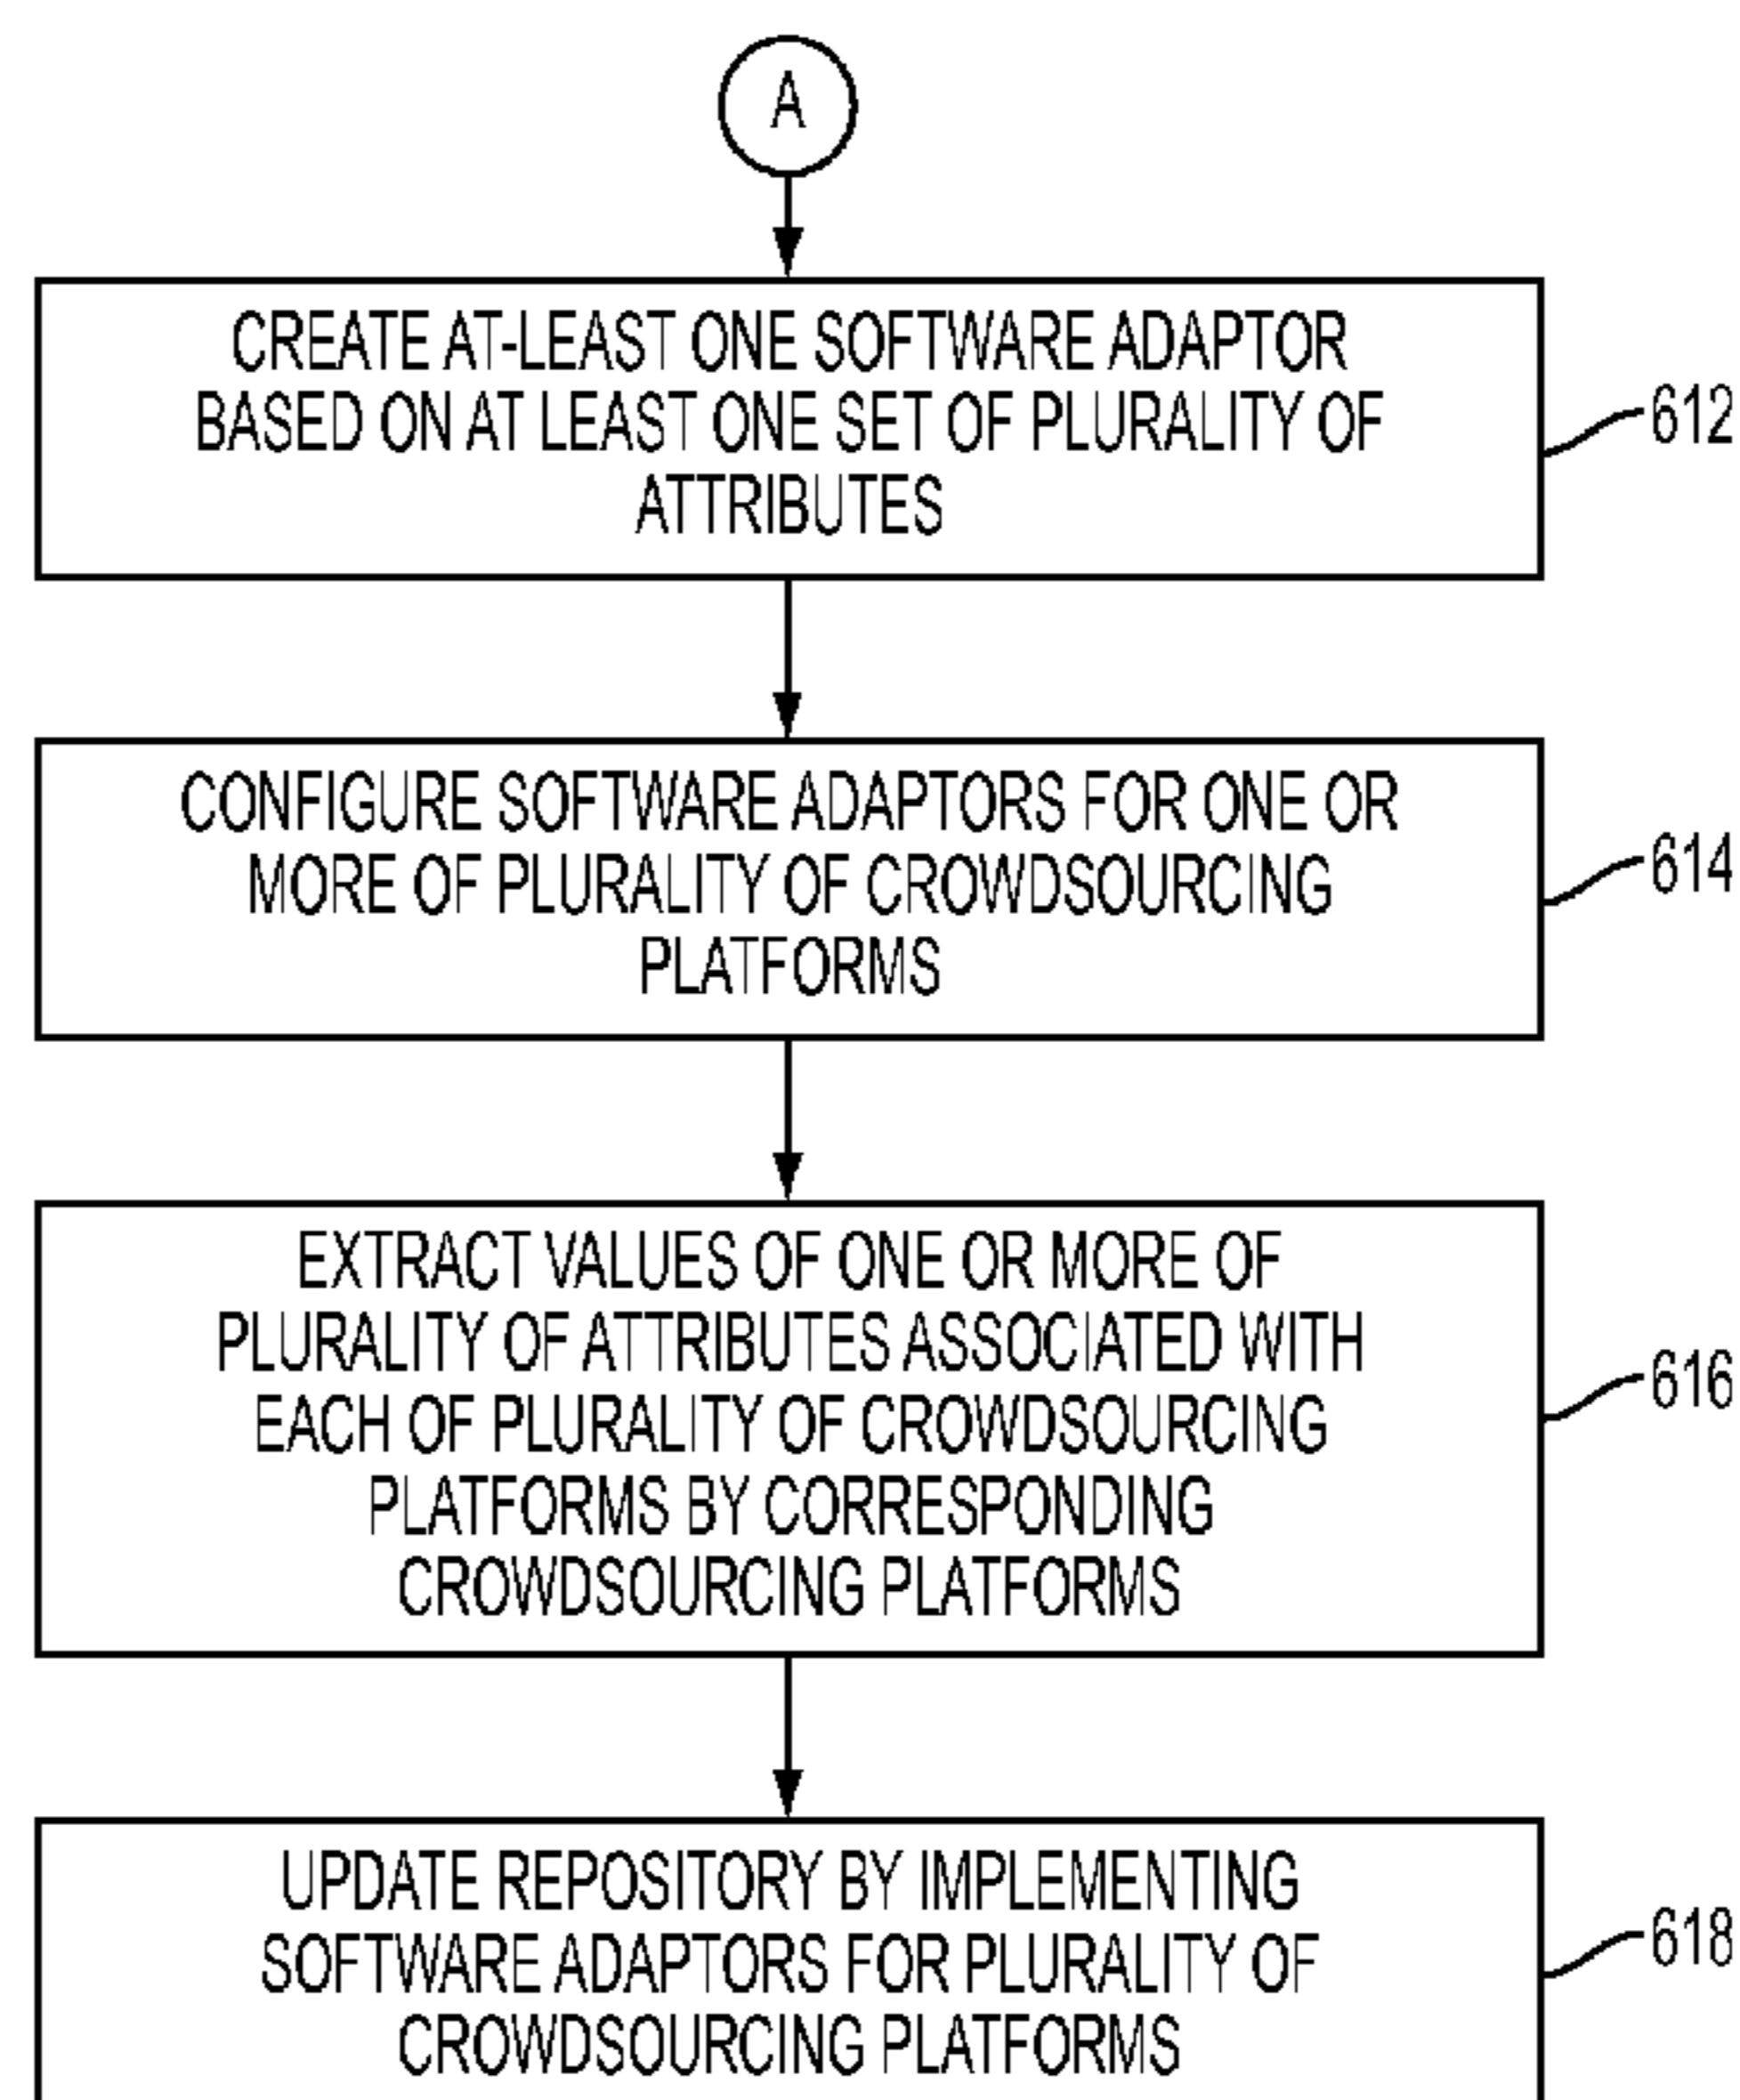 A
CREATE AT-LEAST ONE SOFTWARE ADAPTOR
BASED ON AT LEAST ONE SET OF PLURALITY OF
ATTRIBUTES
612
CONFIGURE SOFTWARE ADAPTORS FOR ONE OR
MORE OF PLURALITY OF CROWDSOURCING
PLATFORMS
614
EXTRACT VALUES OF ONE OR MORE OF
PLURALITY OF ATTRIBUTES ASSOCIATED WITH
EACH OF PLURALITY OF CROWDSOURCING
PLATFORMS BY CORRESPONDING
CROWDSOURCING PLATFORMS
616
UPDATE REPOSITORY BY IMPLEMENTING
SOFTWARE ADAPTORS FOR PLURALITY OF
CROWDSOURCING PLATFORMS
618